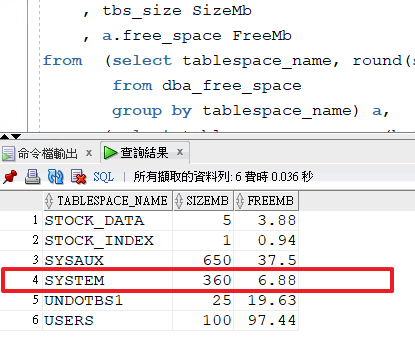 , tbs_size SizeMb
, a.free_space FreeMb
from (select tablespace_name, round(s
from dba_free_space
group by tablespace_name) a,
命令檔輸出 × 查詢結果 ×
SQL | 所有擷取的資料列: 6 費時 0.036 秒
TABLESPACE_NAME SIZEMB FREEMB
1 STOCK_DATA 5 3.88
2 STOCK_INDEX 1 0.94
3 SYSAUX 650 37.5
4 SYSTEM 360 6.88
5 UNDOTBS1 25 19.63
6 USERS 100 97.44